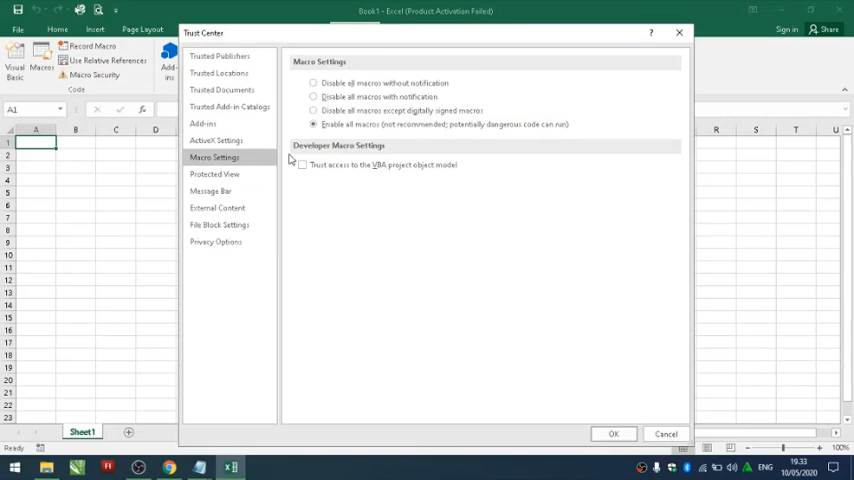 Book1 - Excel (Product Activation Failed)
File
Home
Insert
Page Layout
Sign in
Share
Visual Basic
Macros
Record Macro
Use Relative References
Macro Security
Code
Add-ins
A1
Trust Center
?
Trusted Publishers
Trusted Locations
Trusted Documents
Trusted Add-in Catalogs
Add-ins
ActiveX Settings
Macro Settings
Protected View
Message Bar
External Content
File Block Settings
Privacy Options
Macro Settings
Disable all macros without notification
Disable all macros with notification
Disable all macros except digitally signed macros
Enable all macros (not recommended; potentially dangerous code can run)
Developer Macro Settings
Trust access to the VBA project object model
OK
Cancel
A B C D R S T U
1
2
3
4
5
6
7
8
9
10
11
12
13
14
15
16
17
18
19
20
21
22
23
Sheet1
Ready
100%
ENG
19.33
10/05/2020